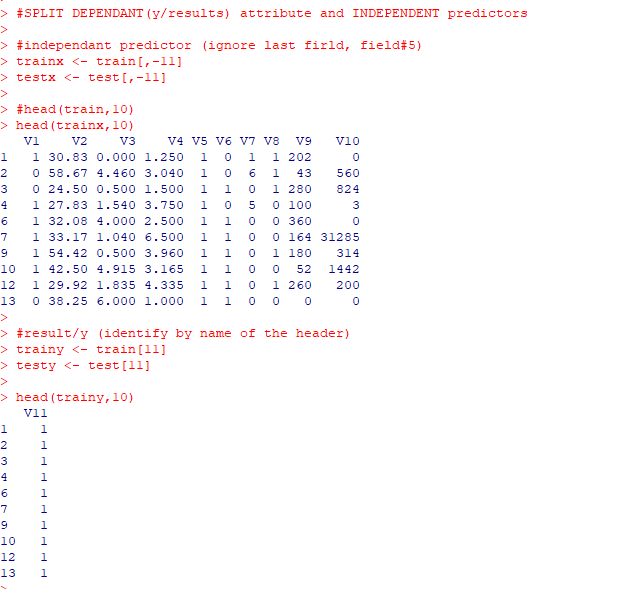 > #SPLIT DEPENDANT(y/results) attribute and INDEPENDENT predictors
>
> #independant predictor (ignore last firld, field#5)
> trainx <- train[,-11]
> testx <- test[,-11]
>
> #head(train,10)
> head(trainx,10)
   V1    V2    V3    V4 V5 V6 V7 V8  V9   V10
1   1 30.83 0.000 1.250  1  0  1  1 202     0
2   0 58.67 4.460 3.040  1  0  6  1  43   560
3   0 24.50 0.500 1.500  1  1  0  1 280   824
4   1 27.83 1.540 3.750  1  0  5  0 100     3
6   1 32.08 4.000 2.500  1  1  0  0 360     0
7   1 33.17 1.040 6.500  1  1  0  0 164 31285
9   1 54.42 0.500 3.960  1  1  0  1 180   314
10  1 42.50 4.915 3.165  1  1  0  0  52  1442
12  1 29.92 1.835 4.335  1  1  0  1 260   200
13  0 38.25 6.000 1.000  1  1  0  0   0     0
>
> #result/y (identify by name of the header)
> trainy <- train[11]
> testy <- test[11]
>
> head(trainy,10)
   V11
1    1
2    1
3    1
4    1
6    1
7    1
9    1
10   1
12   1
13   1
>